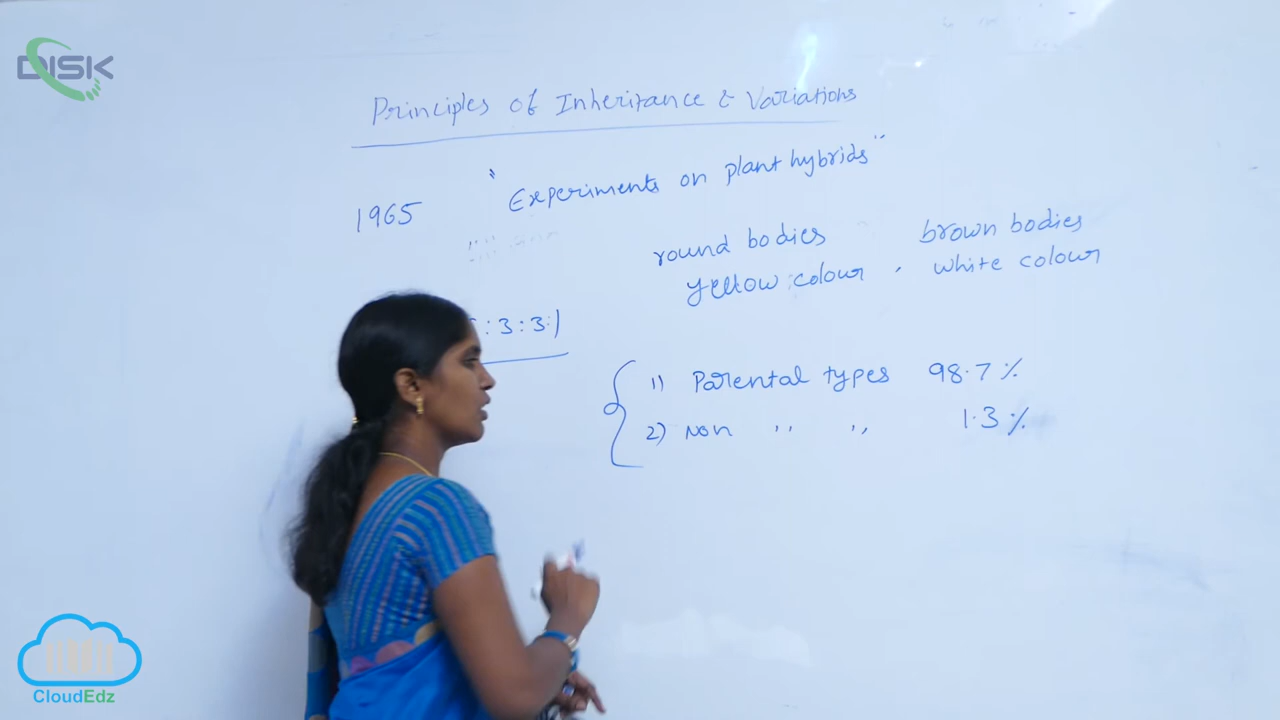 DISK
Principles of Inheritance & Variations
"Experiments on plant hybrids"
1965
round bodies brown bodies
yellow colour , white colour
: 3 : 3 : 1
1) Parental types 98.7 %
2) Non " " 1.3 %
CloudEdz